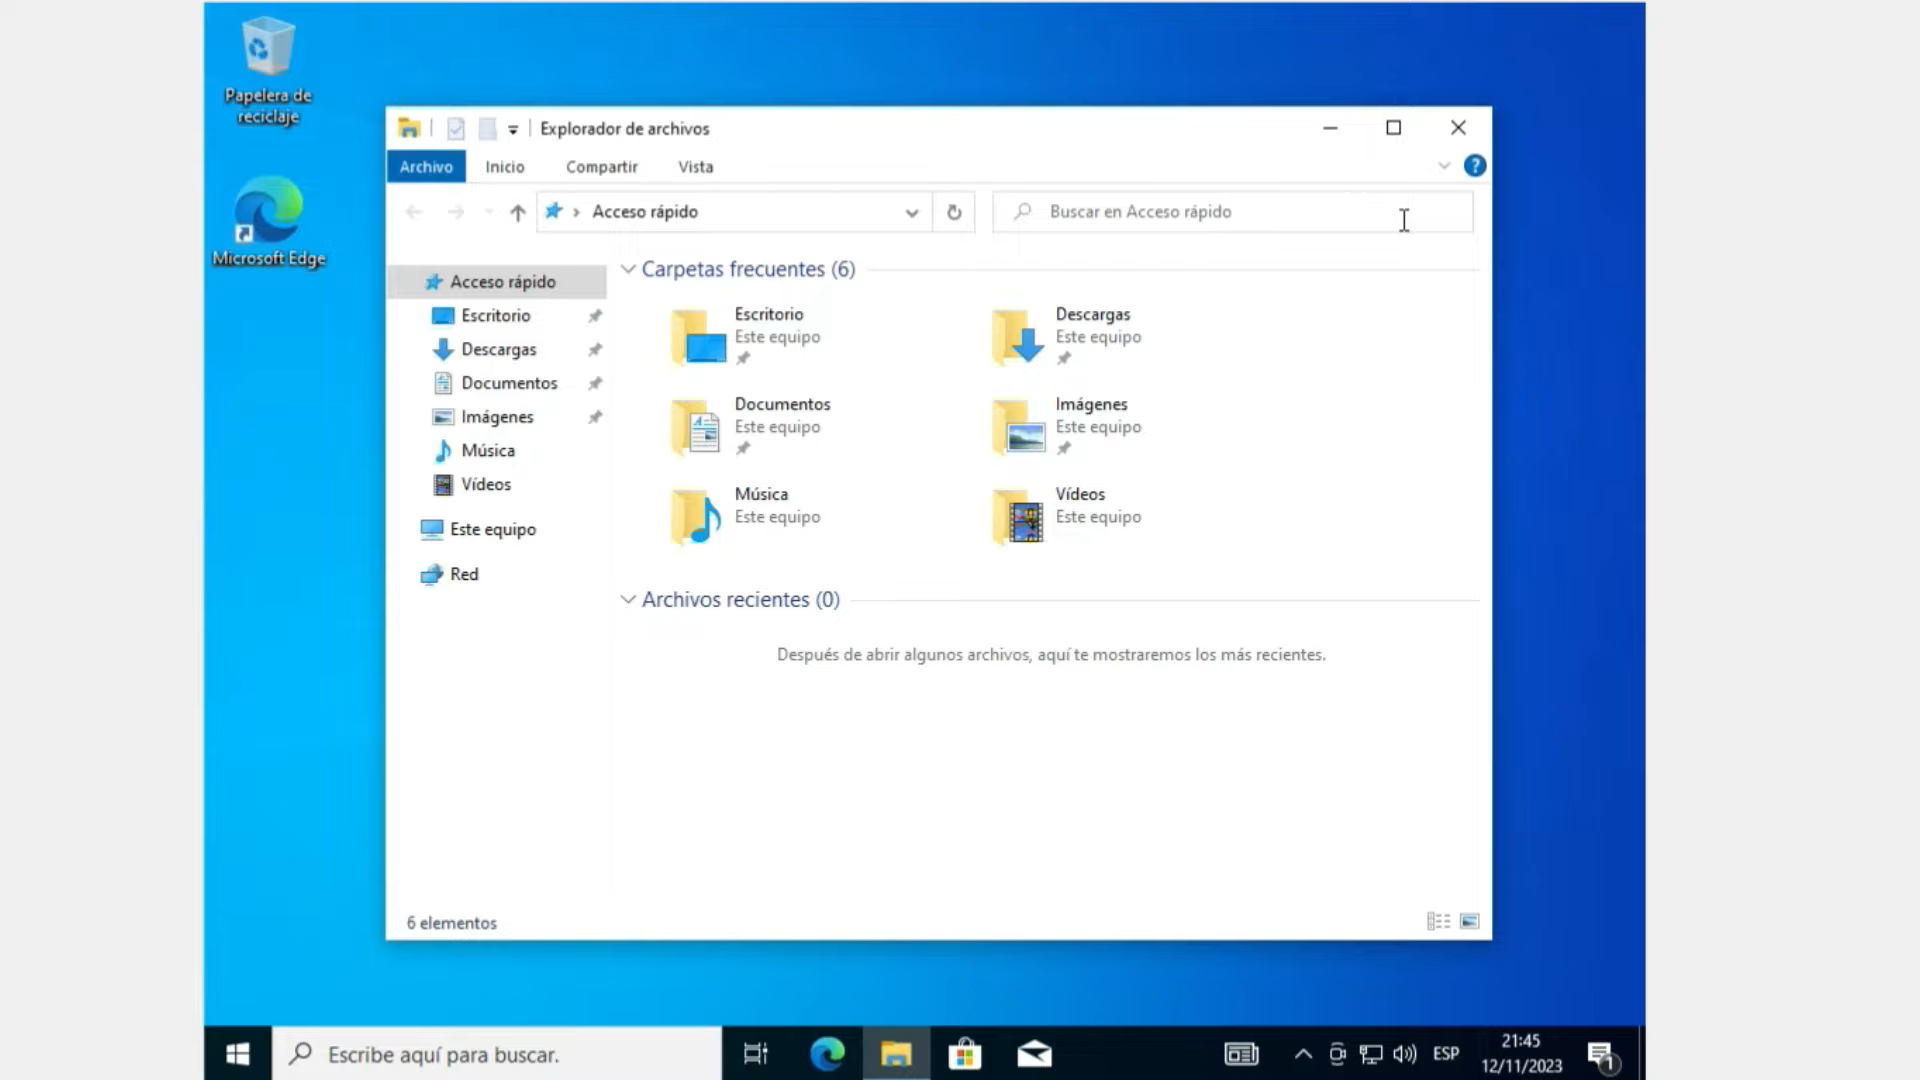 Papelera de
reciclaje
Microsoft Edge
Explorador de archivos
Archivo
Inicio
Compartir
Vista
?
Acceso rápido
Buscar en Acceso rápido
Acceso rápido
Escritorio
Descargas
Documentos
Imágenes
Música
Vídeos
Este equipo
Red
Carpetas frecuentes (6)
Escritorio
Este equipo
Descargas
Este equipo
Documentos
Este equipo
Imágenes
Este equipo
Música
Este equipo
Vídeos
Este equipo
Archivos recientes (0)
Después de abrir algunos archivos, aquí te mostraremos los más recientes.
6 elementos
Escribe aquí para buscar.
ESP
21:45
12/11/2023
1